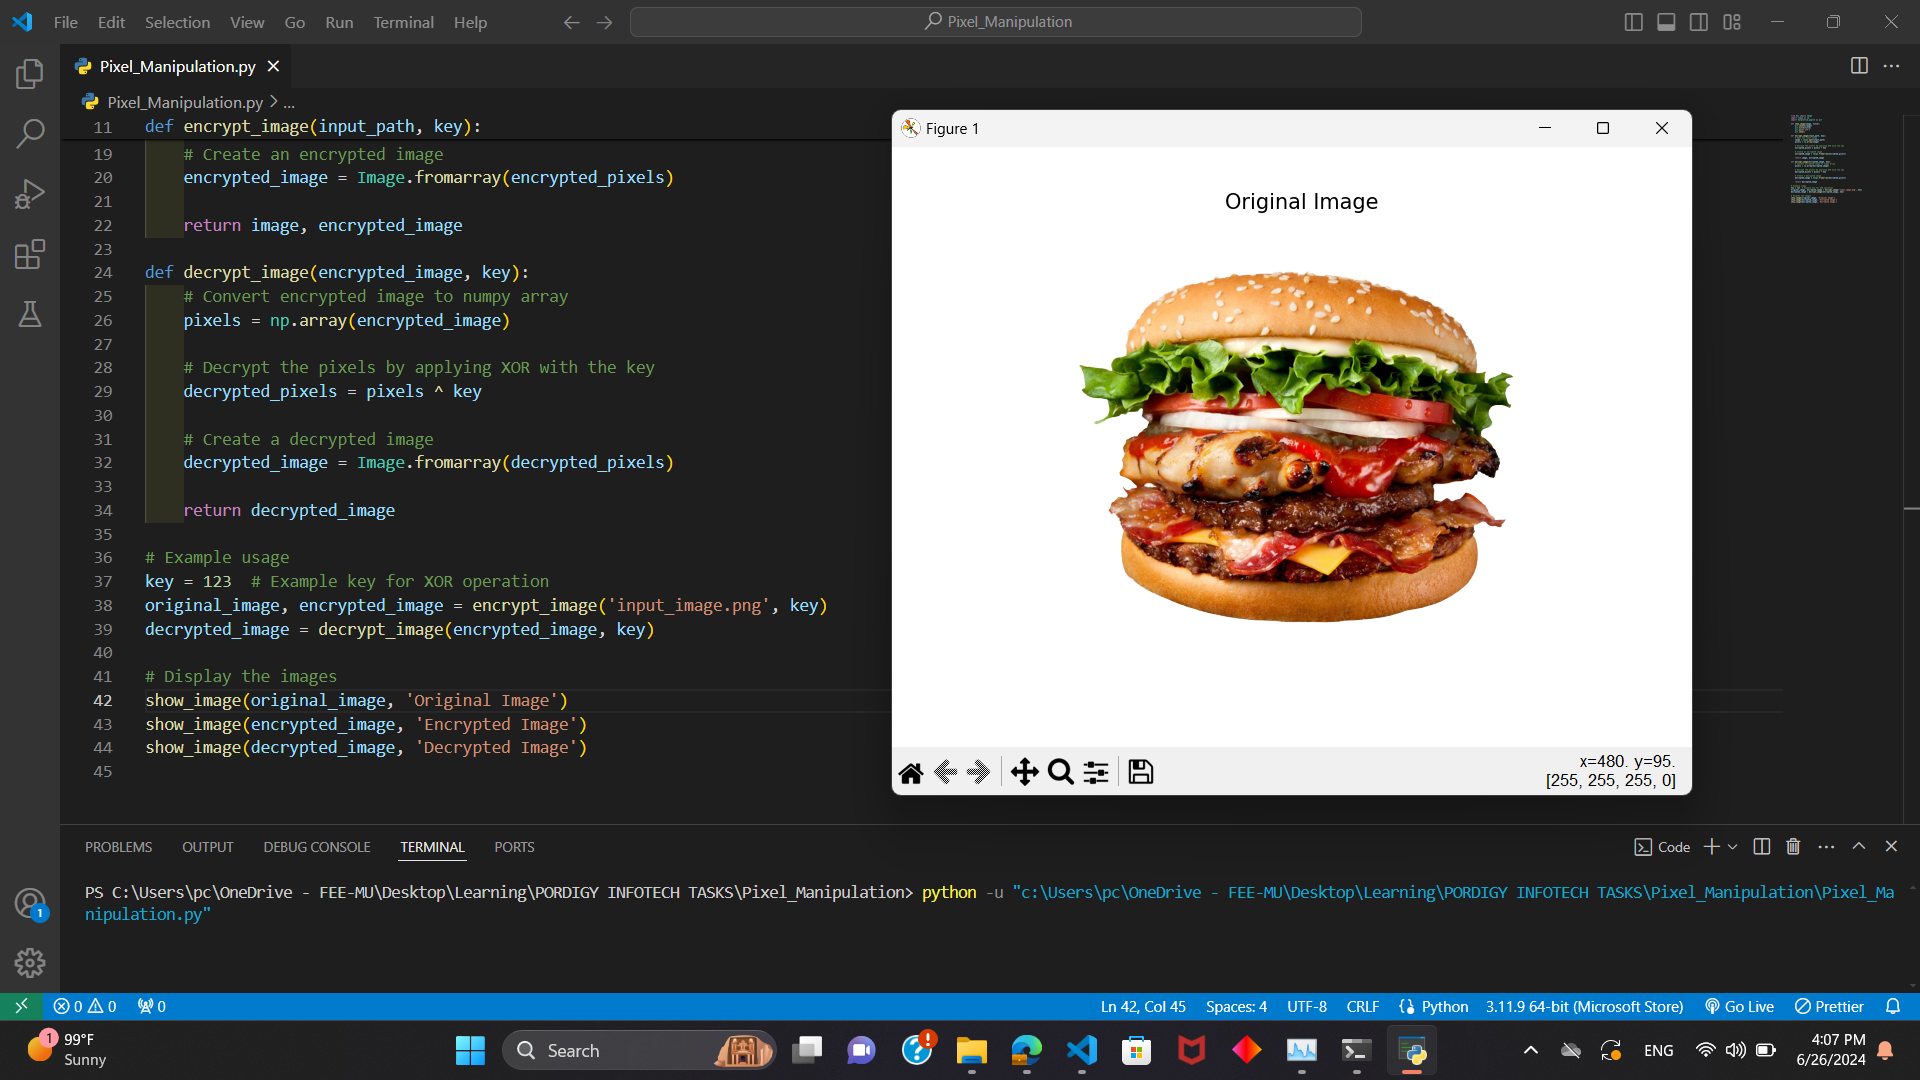 File Edit Selection View Go Run Terminal Help
Pixel_Manipulation
Pixel_Manipulation.py
Pixel_Manipulation.py > ...
11 def encrypt_image(input_path, key):
19 # Create an encrypted image
20 encrypted_image = Image.fromarray(encrypted_pixels)
21
22 return image, encrypted_image
23
24 def decrypt_image(encrypted_image, key):
25 # Convert encrypted image to numpy array
26 pixels = np.array(encrypted_image)
27
28 # Decrypt the pixels by applying XOR with the key
29 decrypted_pixels = pixels ^ key
30
31 # Create a decrypted image
32 decrypted_image = Image.fromarray(decrypted_pixels)
33
34 return decrypted_image
35
36 # Example usage
37 key = 123  # Example key for XOR operation
38 original_image, encrypted_image = encrypt_image('input_image.png', key)
39 decrypted_image = decrypt_image(encrypted_image, key)
40
41 # Display the images
42 show_image(original_image, 'Original Image')
43 show_image(encrypted_image, 'Encrypted Image')
44 show_image(decrypted_image, 'Decrypted Image')
45
Figure 1
Original Image
x=480. y=95.
[255, 255, 255, 0]
PROBLEMS OUTPUT DEBUG CONSOLE TERMINAL PORTS
Code
PS C:\Users\pc\OneDrive - FEE-MU\Desktop\Learning\PORDIGY INFOTECH TASKS\Pixel_Manipulation> python -u "c:\Users\pc\OneDrive - FEE-MU\Desktop\Learning\PORDIGY INFOTECH TASKS\Pixel_Manipulation\Pixel_Ma
nipulation.py"
1
0 0 0 Ln 42, Col 45 Spaces: 4 UTF-8 CRLF Python 3.11.9 64-bit (Microsoft Store) Go Live Prettier
1
99°F
Sunny
Search
ENG
4:07 PM
6/26/2024